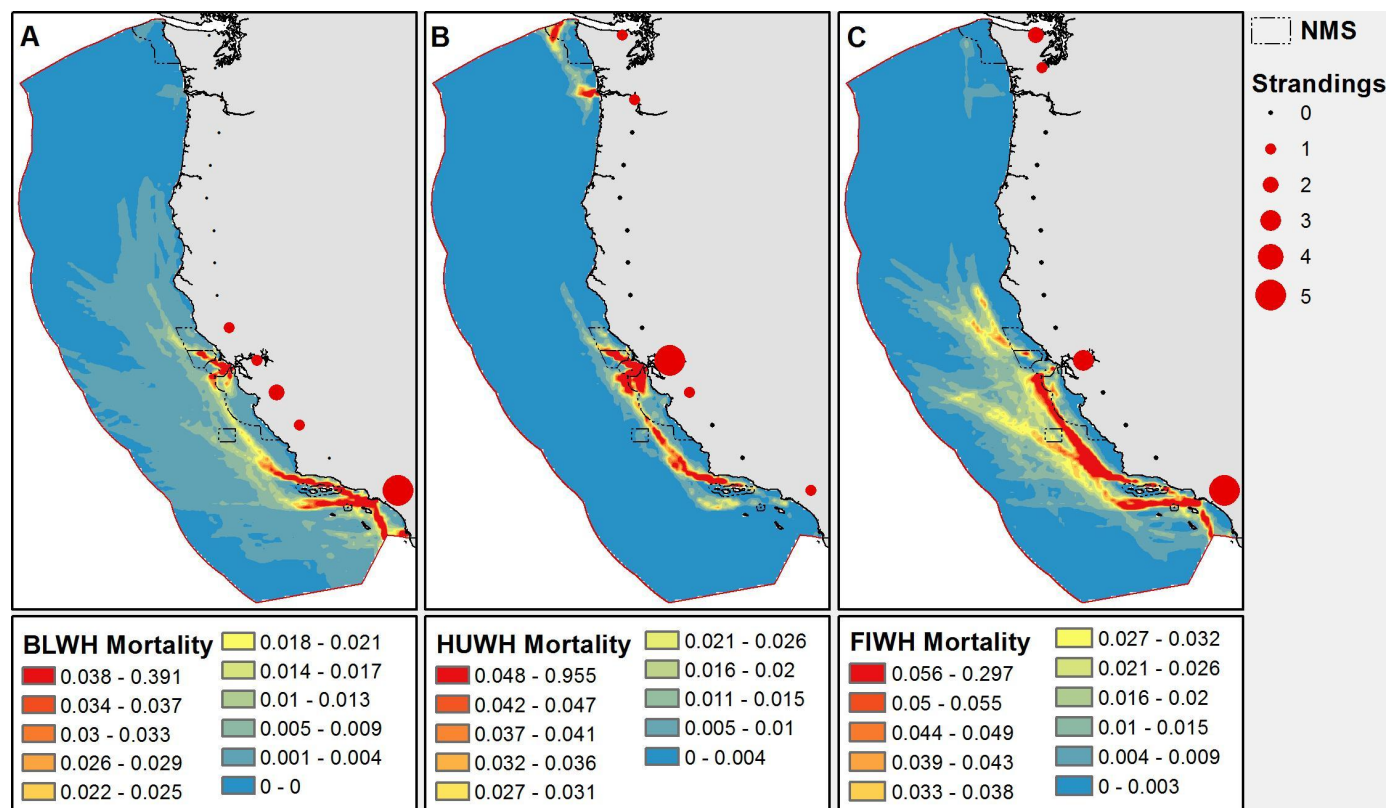 A
B
C
NMS
Strandings
0
1
2
3
4
5
BLWH Mortality
0.038 - 0.391
0.034 - 0.037
0.03 - 0.033
0.026 - 0.029
0.022 - 0.025
0.018 - 0.021
0.014 - 0.017
0.01 - 0.013
0.005 - 0.009
0.001 - 0.004
0 - 0
HUWH Mortality
0.048 - 0.955
0.042 - 0.047
0.037 - 0.041
0.032 - 0.036
0.027 - 0.031
0.021 - 0.026
0.016 - 0.02
0.011 - 0.015
0.005 - 0.01
0 - 0.004
FIWH Mortality
0.056 - 0.297
0.05 - 0.055
0.044 - 0.049
0.039 - 0.043
0.033 - 0.038
0.027 - 0.032
0.021 - 0.026
0.016 - 0.02
0.01 - 0.015
0.004 - 0.009
0 - 0.003